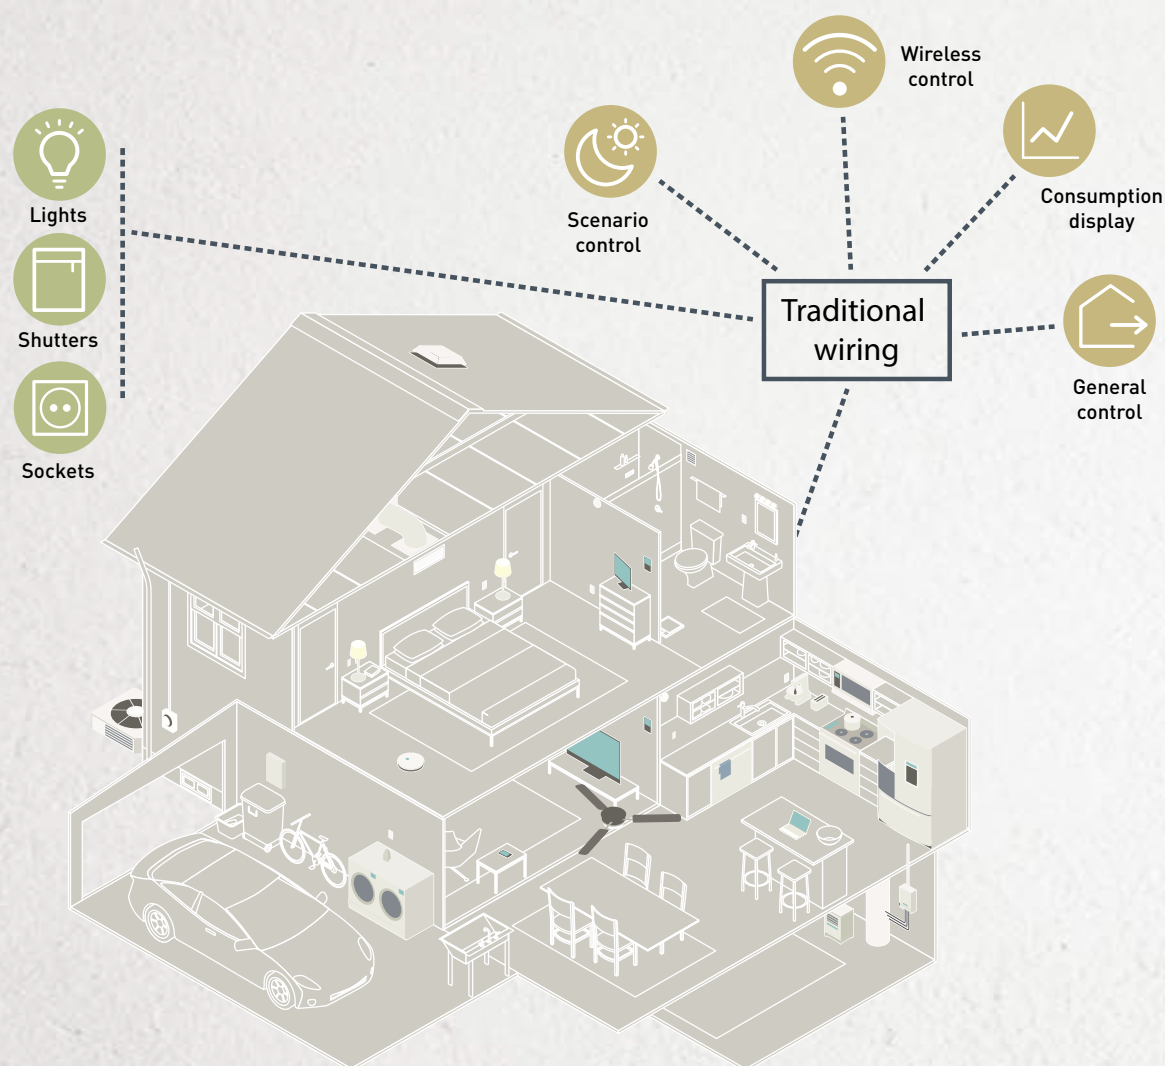 Wireless
control
Consumption
display
Scenario
control
Lights
Traditional
wiring
Shutters
General
control
Sockets